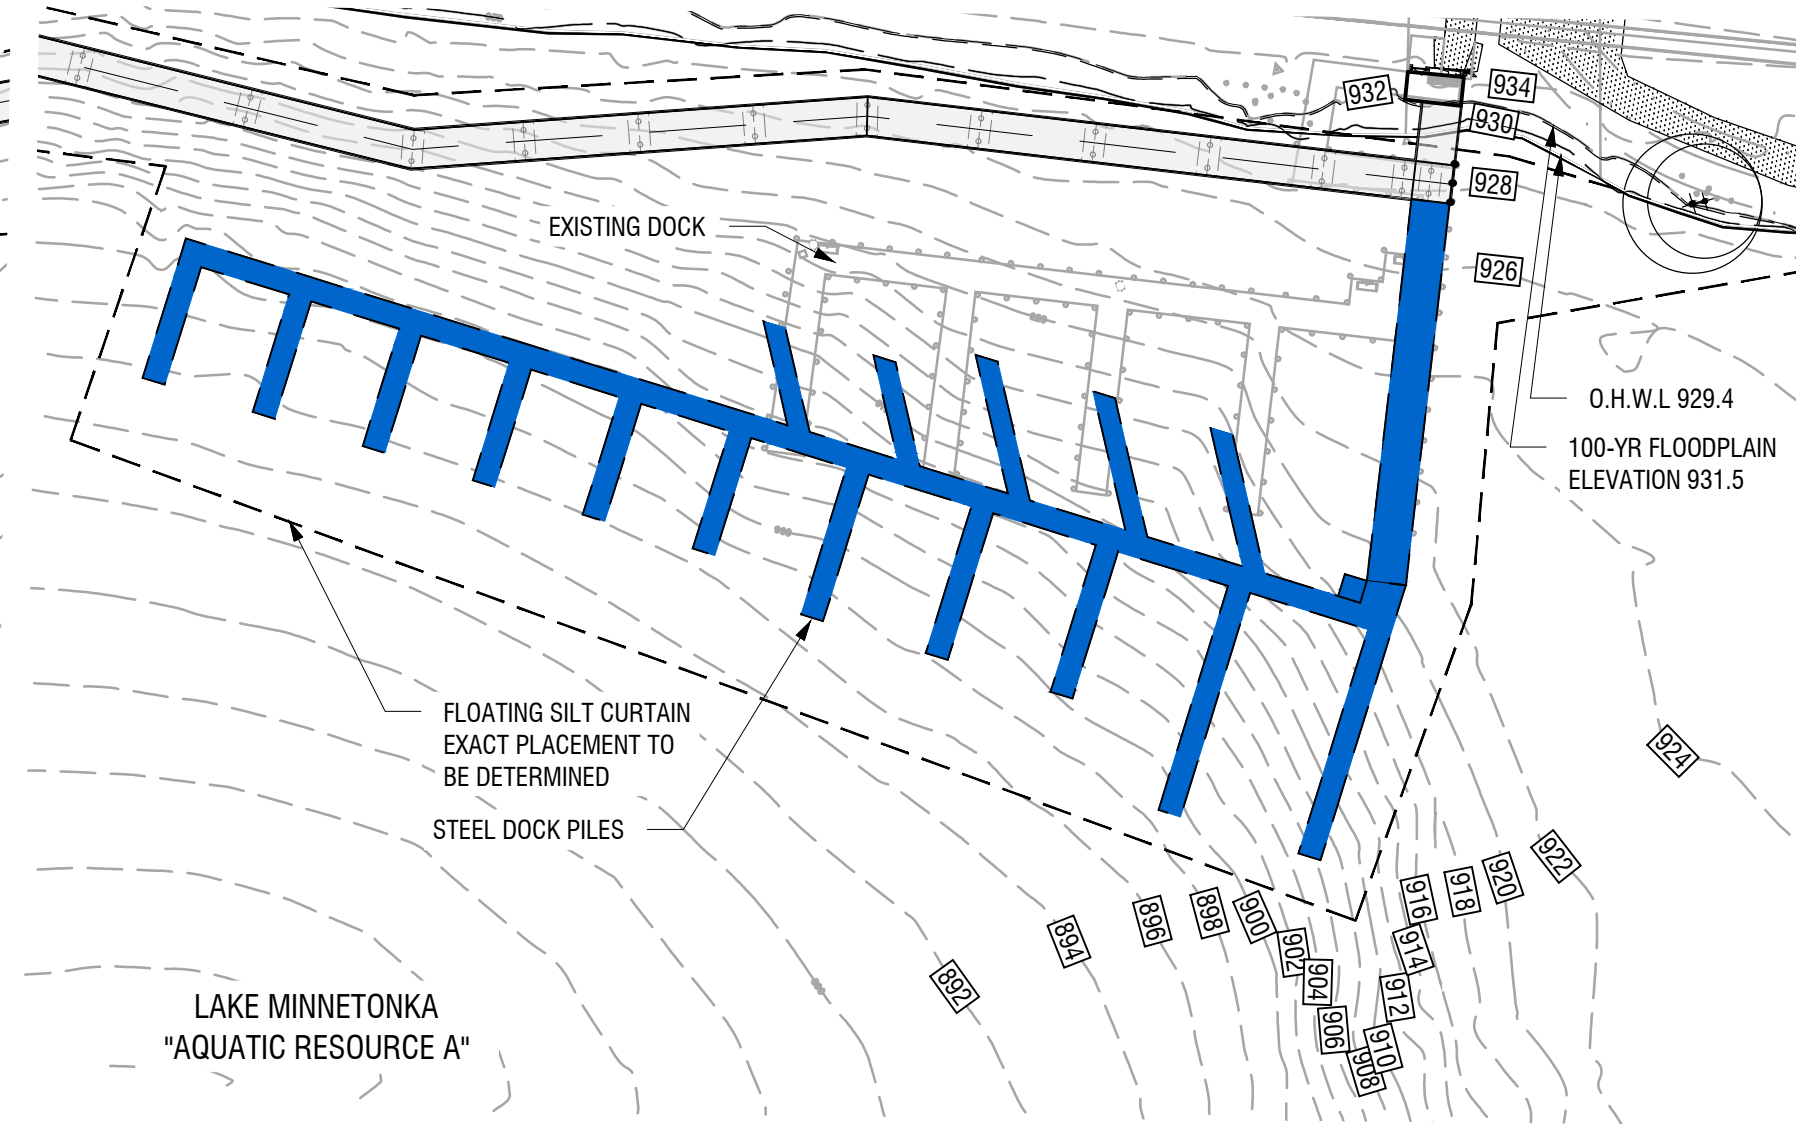 932
934
930
928
EXISTING DOCK
926
O.H.W.L 929.4
100-YR FLOODPLAIN
ELEVATION 931.5
FLOATING SILT CURTAIN
EXACT PLACEMENT TO
BE DETERMINED
STEEL DOCK PILES
924
922
920
918
916
914
912
910
908
906
904
902
900
898
896
894
892
LAKE MINNETONKA
"AQUATIC RESOURCE A"